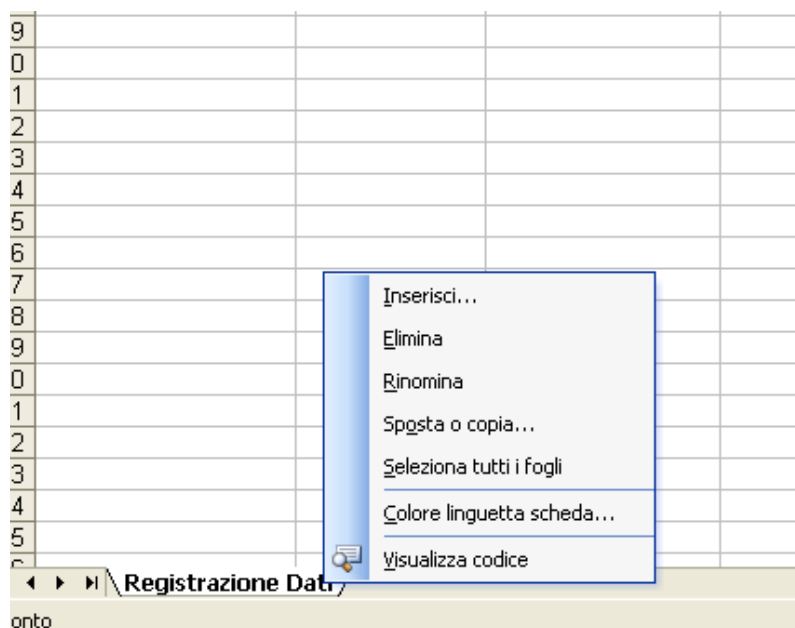 9
0
1
2
3
4
5
6
7
8
9
0
1
2
3
4
5
Inserisci...
Elimina
Rinomina
Sposta o copia...
Seleziona tutti i fogli
Colore linguetta scheda...
Visualizza codice
Registrazione Dati
onto